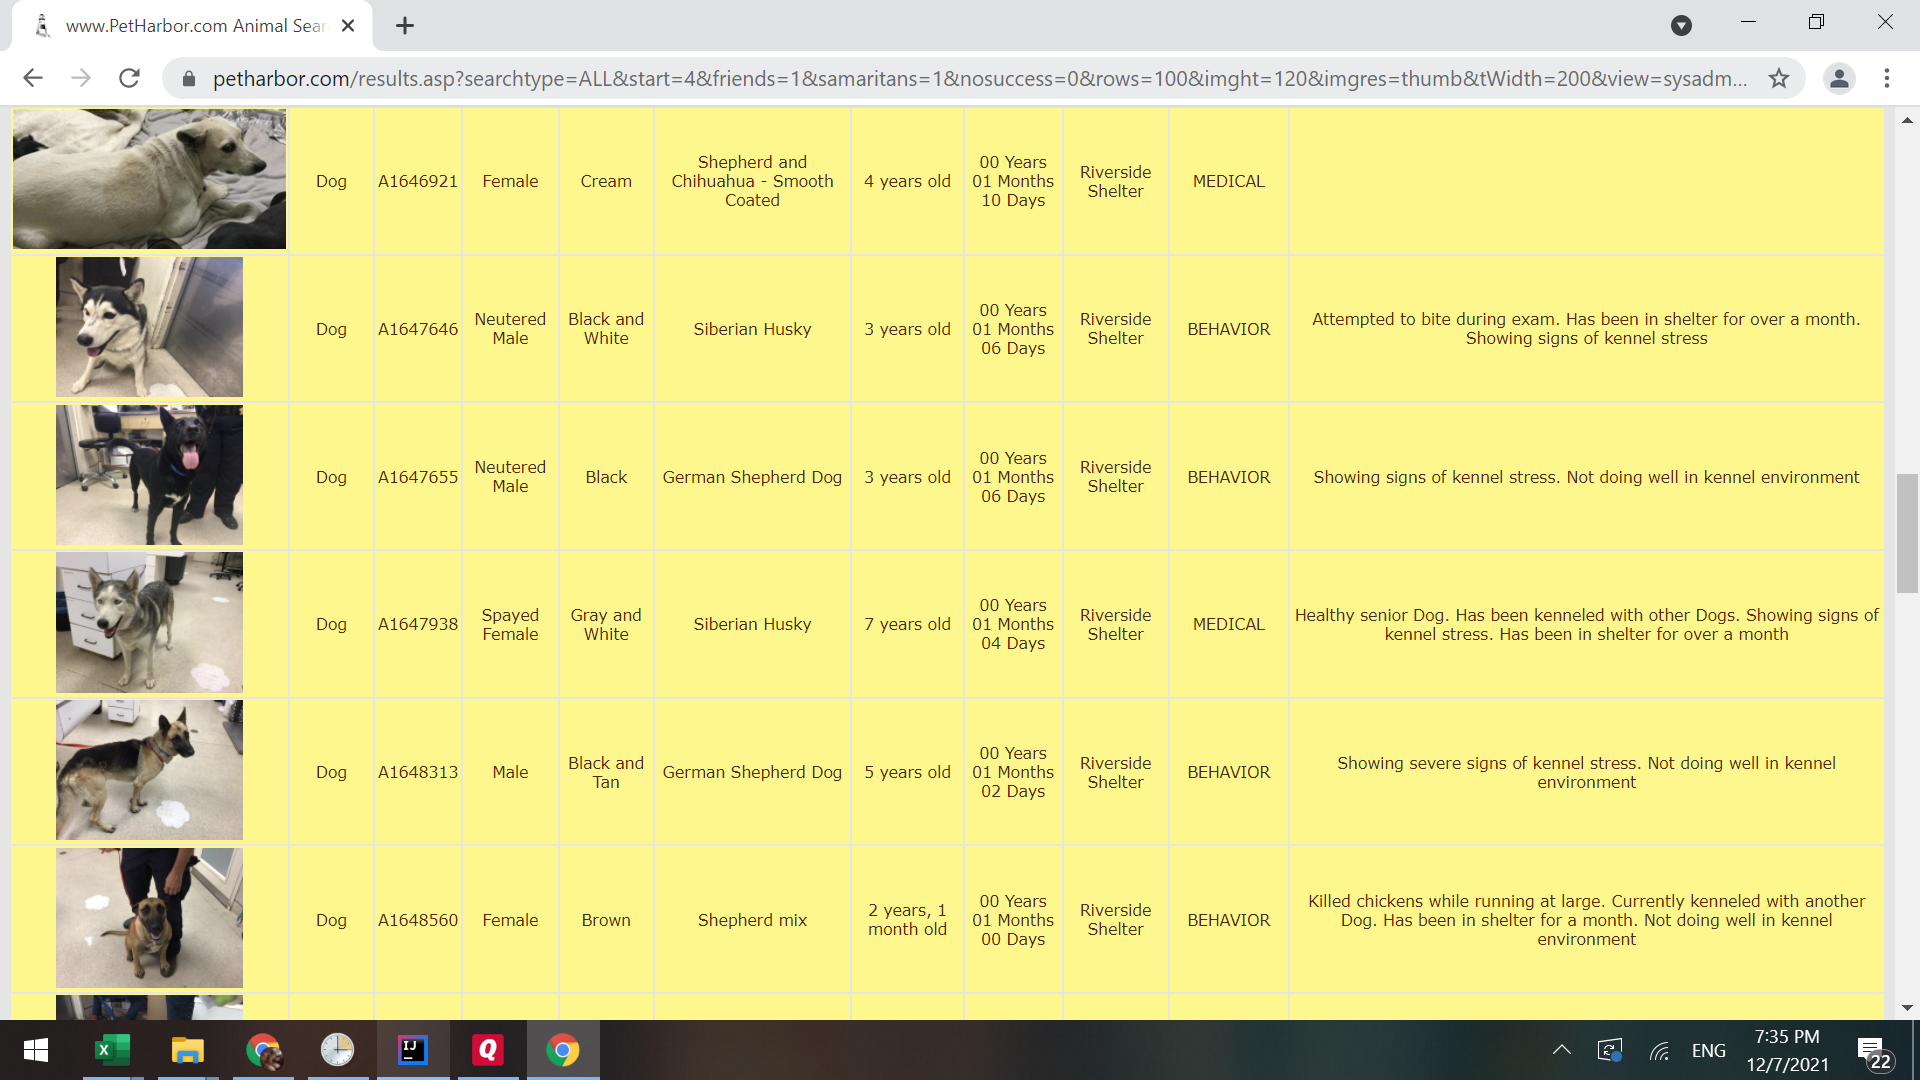 www.PetHarbor.com Animal Sear
petharbor.com/results.asp?searchtype=ALL&start=4&friends=1&samaritans=1&nosuccess=0&rows=100&imght=120&imgres=thumb&tWidth=200&view=sysadm...
Dog
A1646921
Female
Cream
Shepherd and
Chihuahua - Smooth
Coated
4 years old
00 Years
01 Months
10 Days
Riverside
Shelter
MEDICAL
Dog
A1647646
Neutered
Male
Black and
White
Siberian Husky
3 years old
00 Years
01 Months
06 Days
Riverside
Shelter
BEHAVIOR
Attempted to bite during exam. Has been in shelter for over a month.
Showing signs of kennel stress
Dog
A1647655
Neutered
Male
Black
German Shepherd Dog
3 years old
00 Years
01 Months
06 Days
Riverside
Shelter
BEHAVIOR
Showing signs of kennel stress. Not doing well in kennel environment
Dog
A1647938
Spayed
Female
Gray and
White
Siberian Husky
7 years old
00 Years
01 Months
04 Days
Riverside
Shelter
MEDICAL
Healthy senior Dog. Has been kenneled with other Dogs. Showing signs of
kennel stress. Has been in shelter for over a month
Dog
A1648313
Male
Black and
Tan
German Shepherd Dog
5 years old
00 Years
01 Months
02 Days
Riverside
Shelter
BEHAVIOR
Showing severe signs of kennel stress. Not doing well in kennel
environment
Dog
A1648560
Female
Brown
Shepherd mix
2 years, 1
month old
00 Years
01 Months
00 Days
Riverside
Shelter
BEHAVIOR
Killed chickens while running at large. Currently kenneled with another
Dog. Has been in shelter for a month. Not doing well in kennel
environment
X
IJ
Q
ENG
7:35 PM
12/7/2021
22